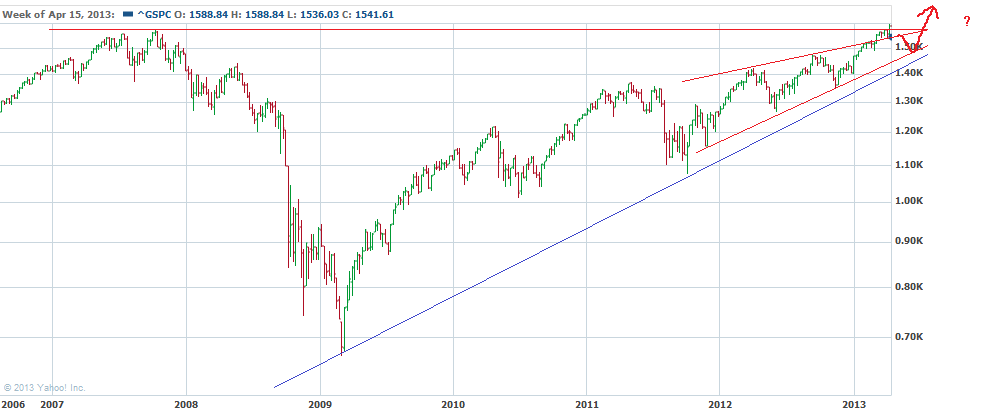 Week of Apr 15, 2013: ^GSPC O: 1588.84 H: 1588.84 L: 1536.03 C: 1541.61
?
1.50K
1.40K
1.30K
1.20K
1.10K
1.00K
0.90K
0.80K
0.70K
© 2013 Yahoo! Inc.
2006 2007 2008 2009 2010 2011 2012 2013